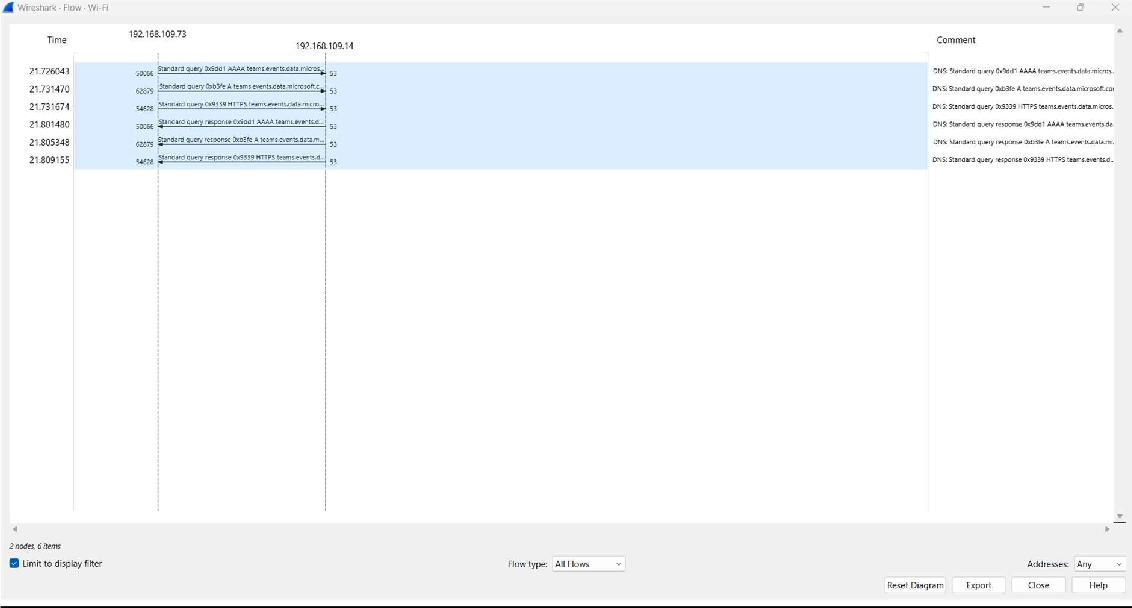 Wireshark · Flow · Wi-Fi
192.168.109.73
Time
192.168.109.14
Comment
21.726043 50066 Standard query 0x9dd1 AAAA teams.events.data.micros... 53 DNS: Standard query 0x9dd1 AAAA teams.events.data.micros...
21.731470 62879 Standard query 0xb3fe A teams.events.data.microsoft.c... 53 DNS: Standard query 0xb3fe A teams.events.data.microsoft.com
21.731674 54628 Standard query 0x9339 HTTPS teams.events.data.micro... 53 DNS: Standard query 0x9339 HTTPS teams.events.data.micros...
21.801480 50066 Standard query response 0x9dd1 AAAA teams.events.d... 53 DNS: Standard query response 0x9dd1 AAAA teams.events.da...
21.805348 62879 Standard query response 0xb3fe A teams.events.data.m... 53 DNS: Standard query response 0xb3fe A teams.events.data.mi...
21.809155 54628 Standard query response 0x9339 HTTPS teams.events.d... 53 DNS: Standard query response 0x9339 HTTPS teams.events.d...
2 nodes, 6 items
Limit to display filter
Flow type: All Flows
Addresses: Any
Reset Diagram
Export
Close
Help